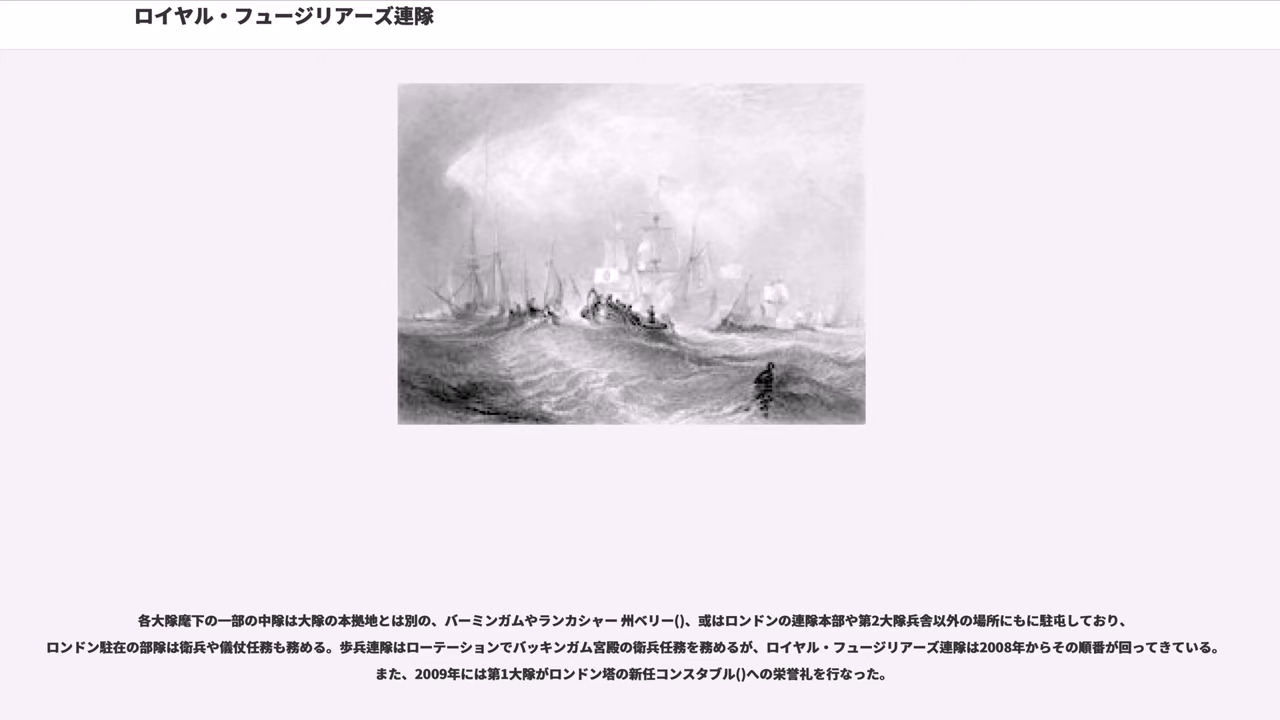 ロイヤル・フュージリアーズ連隊
各大隊麾下の一部の中隊は大隊の本拠地とは別の、バーミンガムやランカシャー 州ベリー()、或はロンドンの連隊本部や第2大隊兵舎以外の場所にもに駐屯しており、
ロンドン駐在の部隊は衛兵や儀仗任務も務める。歩兵連隊はローテーションでバッキンガム宮殿の衛兵任務を務めるが、ロイヤル・フュージリアーズ連隊は2008年からその順番が回ってきている。
また、2009年には第1大隊がロンドン塔の新任コンスタブル()への栄誉礼を行なった。